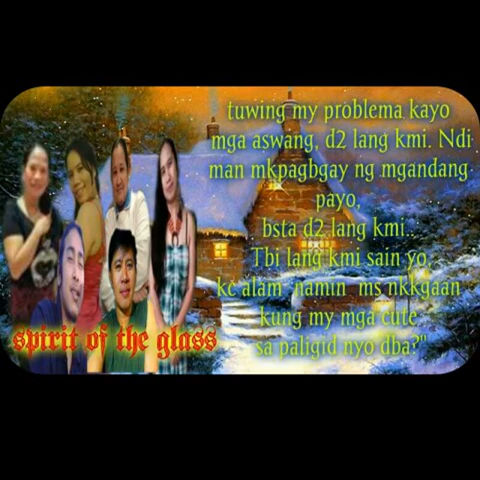 tuwing my problema kayo
mga aswang, d2 lang kmi. Ndi
man mkpagbgay ng mgandang
payo,
bsta d2 lang kmi..
Tbi lang kmi sain yo,
kc alam namin ms nkkgaan
kung my mga cute
sa paligid nyo dba?"
spirit of the glass